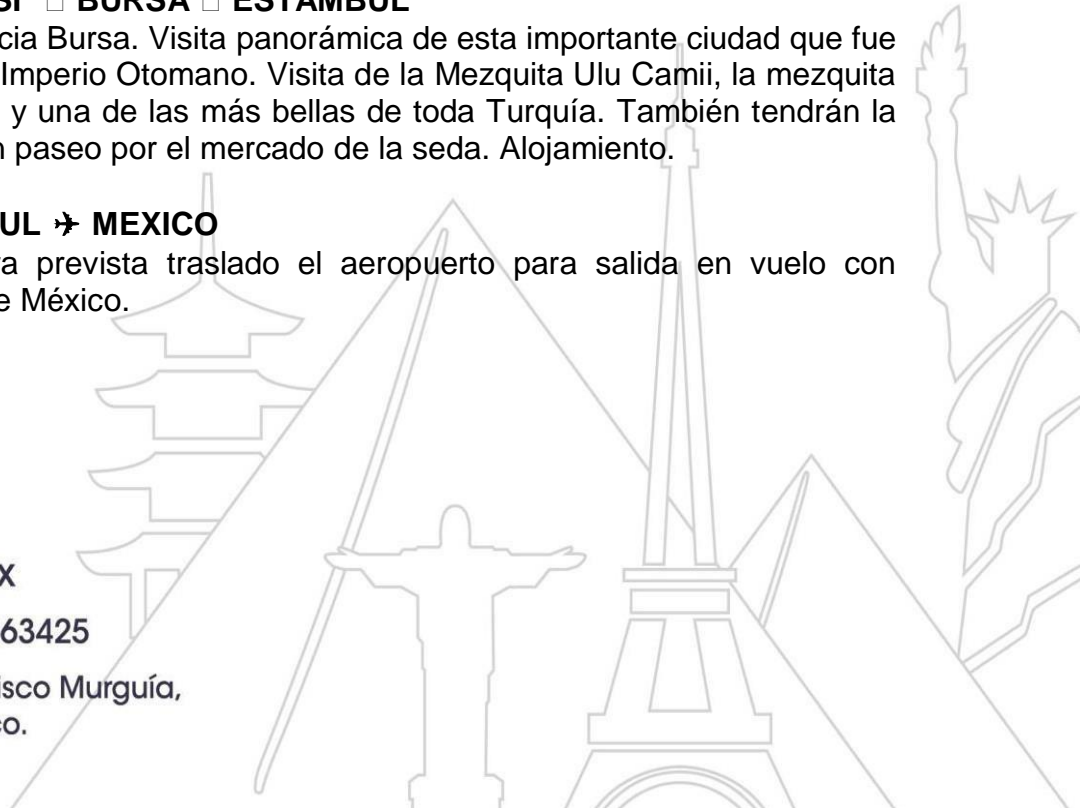 SI □ BURSA □ ESTAMBUL
cia Bursa. Visita panorámica de esta importante ciudad que fue
Imperio Otomano. Visita de la Mezquita Ulu Camii, la mezquita
y una de las más bellas de toda Turquía. También tendrán la
n paseo por el mercado de la seda. Alojamiento.
UL ✈ MEXICO
a prevista traslado el aeropuerto para salida en vuelo con
e México.
X
63425
isco Murguía,
co.